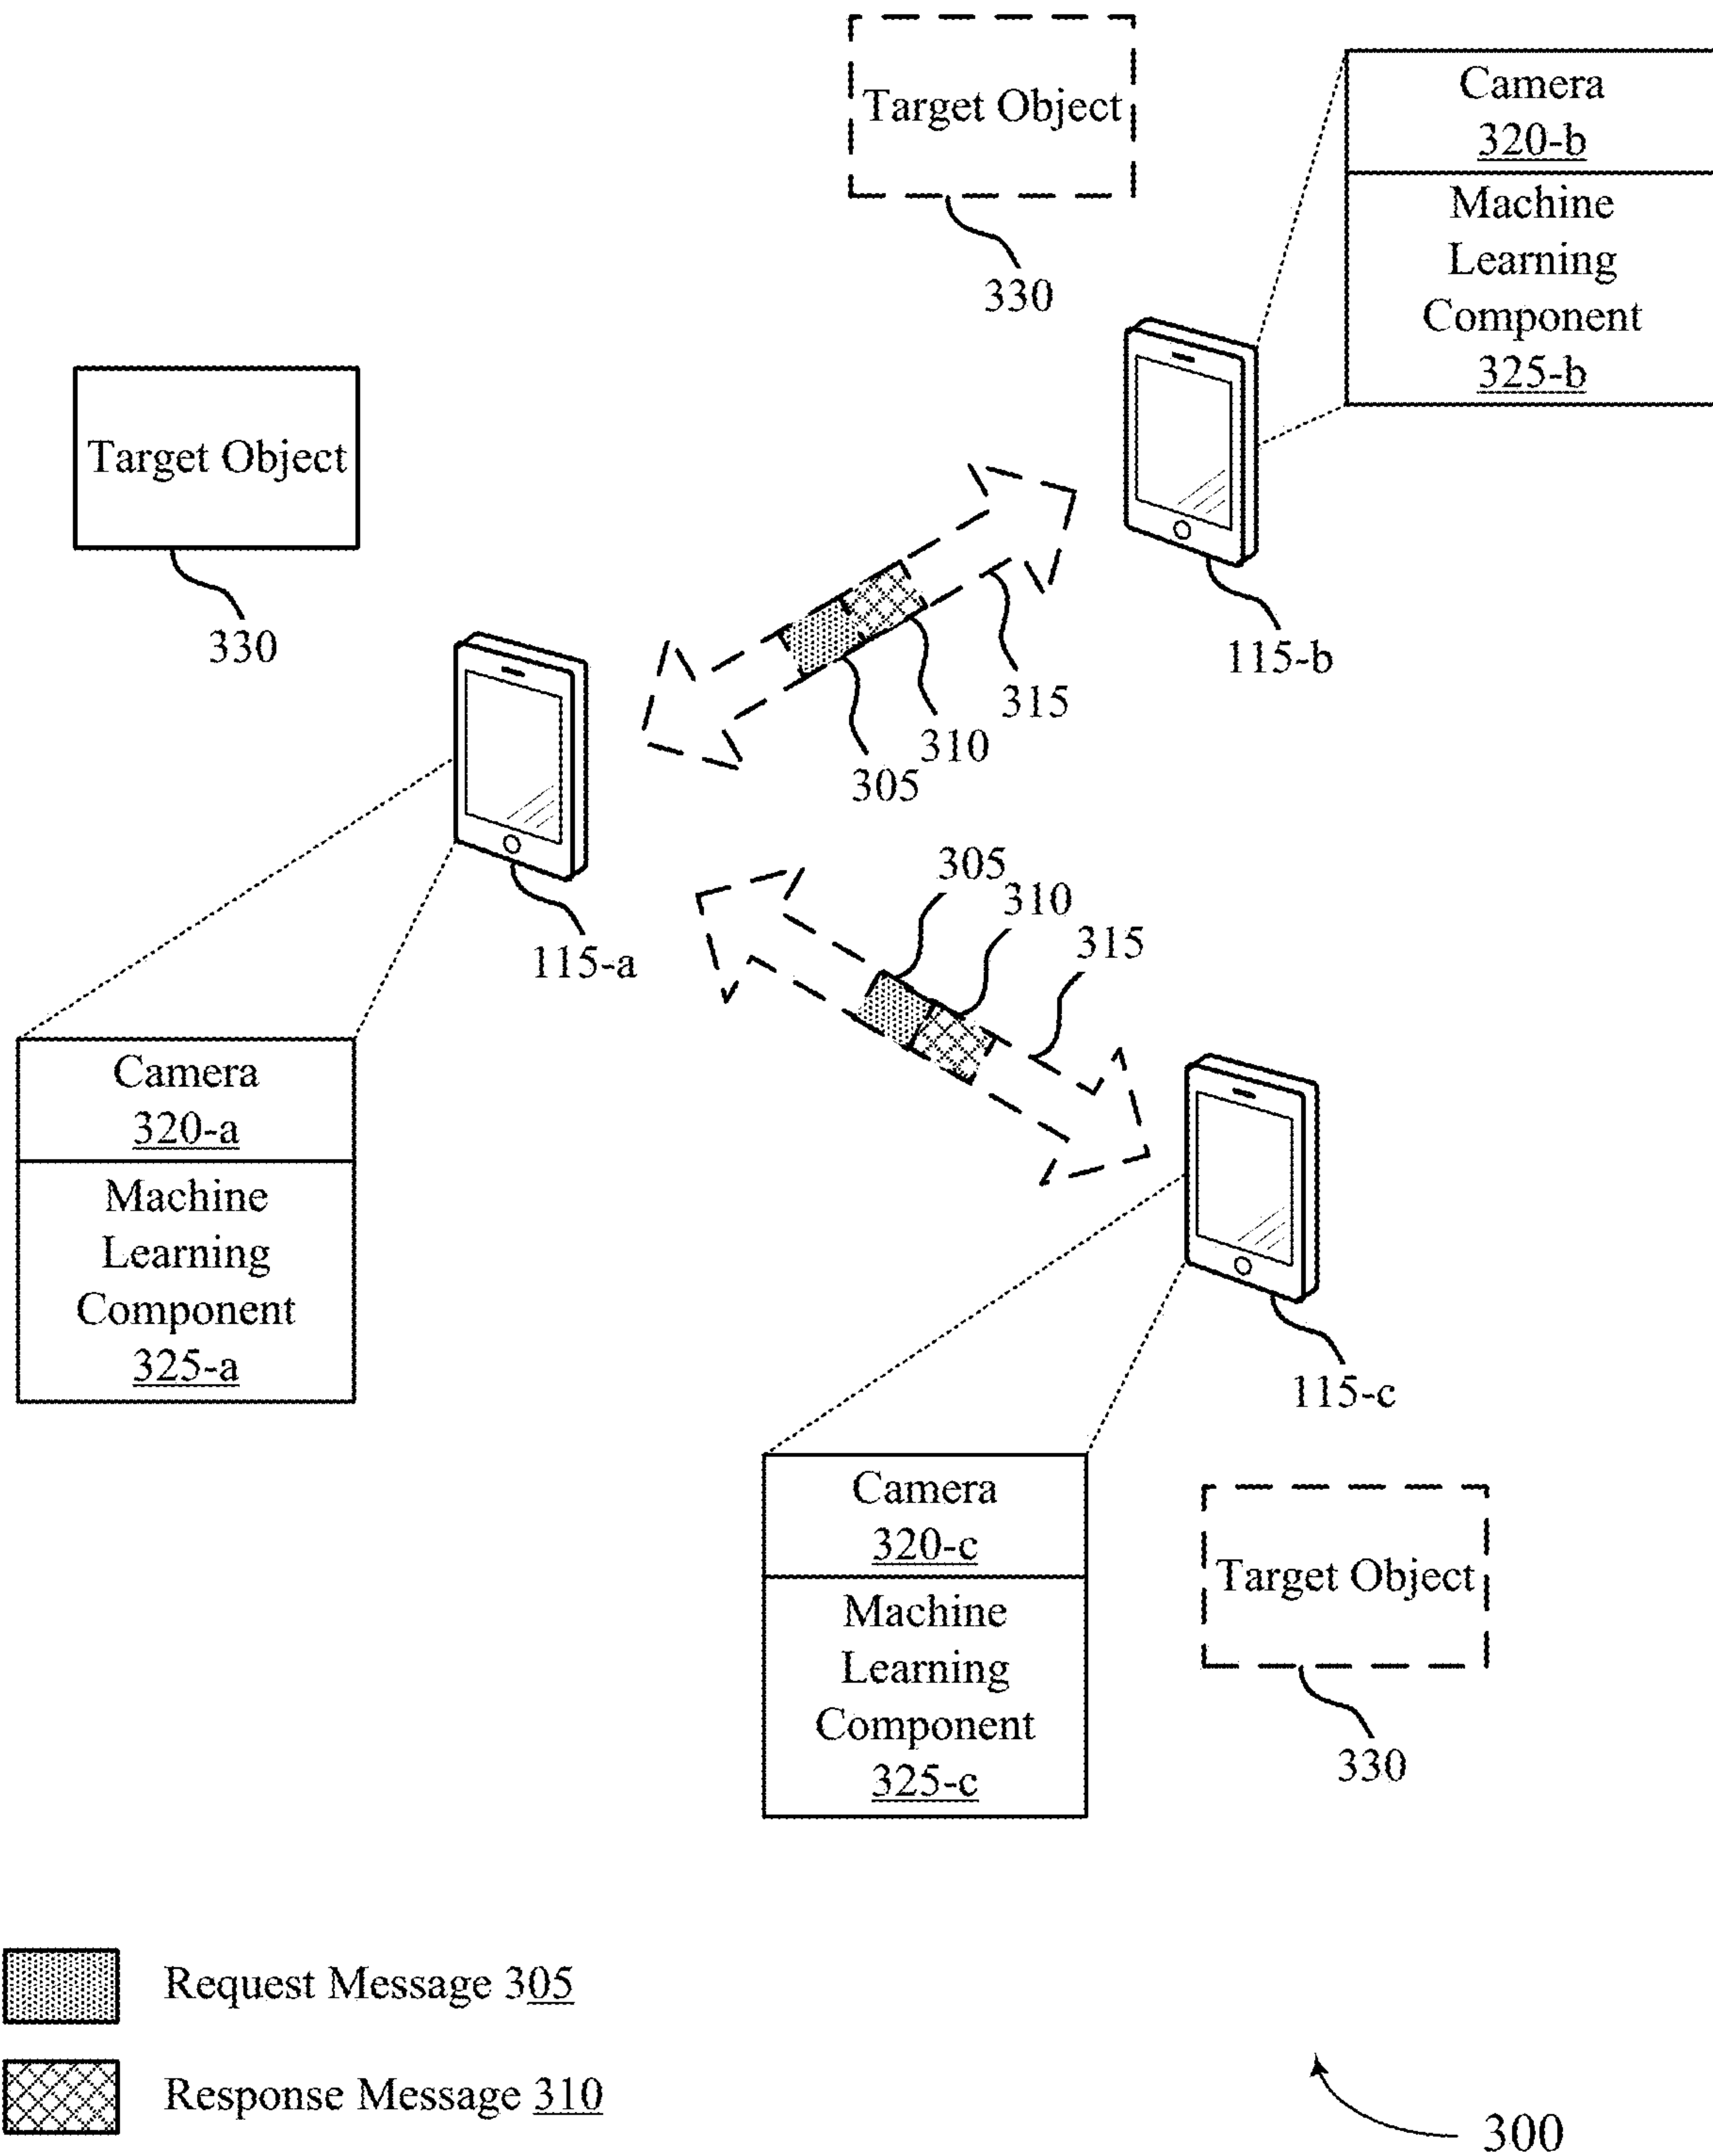 Target Object
330
Camera
320-b
Machine
Learning
Component
325-b
115-b
Target Object
330
315
310
305
115-a
305
310
315
Camera
320-a
Machine
Learning
Component
325-a
115-c
Camera
320-c
Machine
Learning
Component
325-c
Target Object
330
Request Message 305
Response Message 310
300